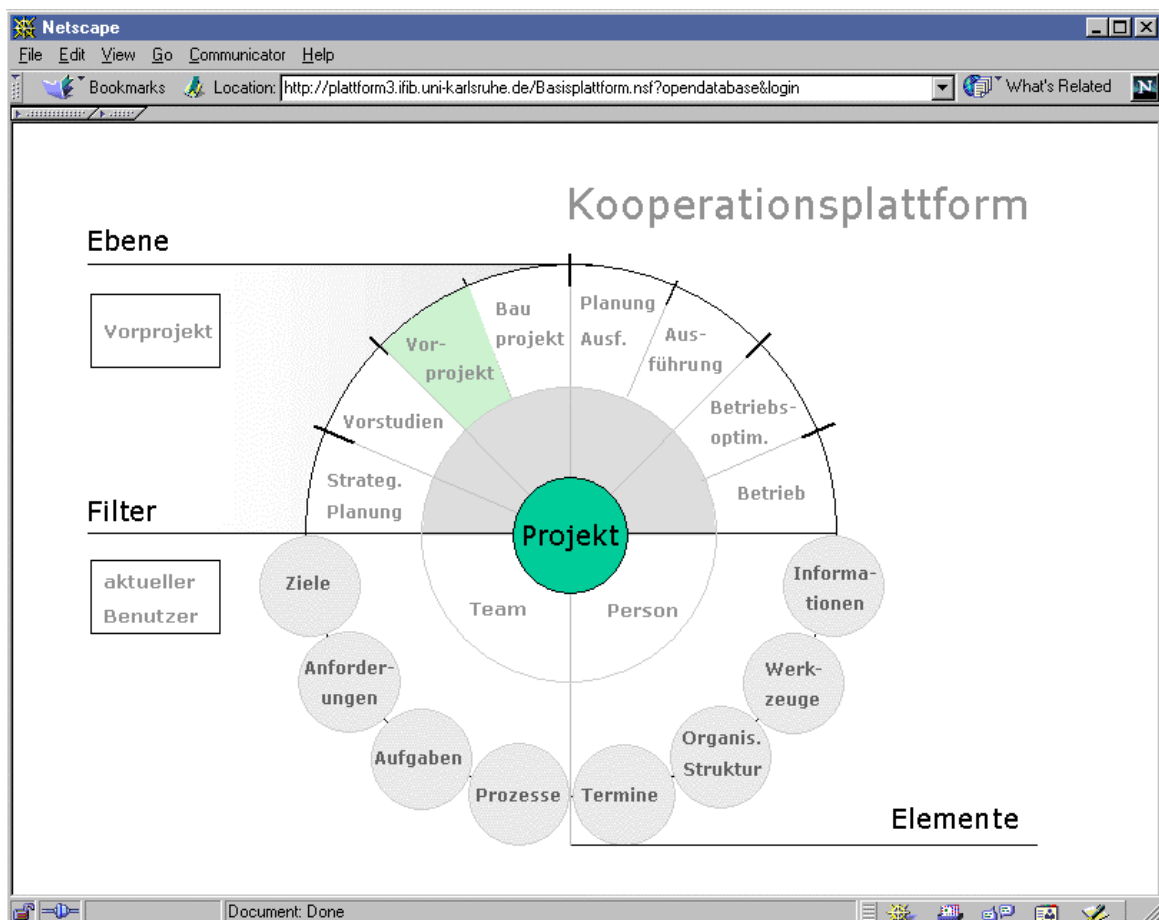 Netscape
File Edit View Go Communicator Help
Bookmarks Location: http://plattform3.ifib.uni-karlsruhe.de/Basisplattform.nsf?opendatabase&login What's Related N
Kooperationsplattform
Ebene
Vorprojekt
Strateg.
Planung
Vorstudien
Vor-
projekt
Bau
projekt
Planung
Ausf.
Aus-
führung
Betriebs-
optim.
Betrieb
Filter
aktueller
Benutzer
Projekt
Team
Person
Ziele
Anforder-
ungen
Aufgaben
Prozesse
Termine
Organis.
Struktur
Werk-
zeuge
Informa-
tionen
Elemente
Document: Done